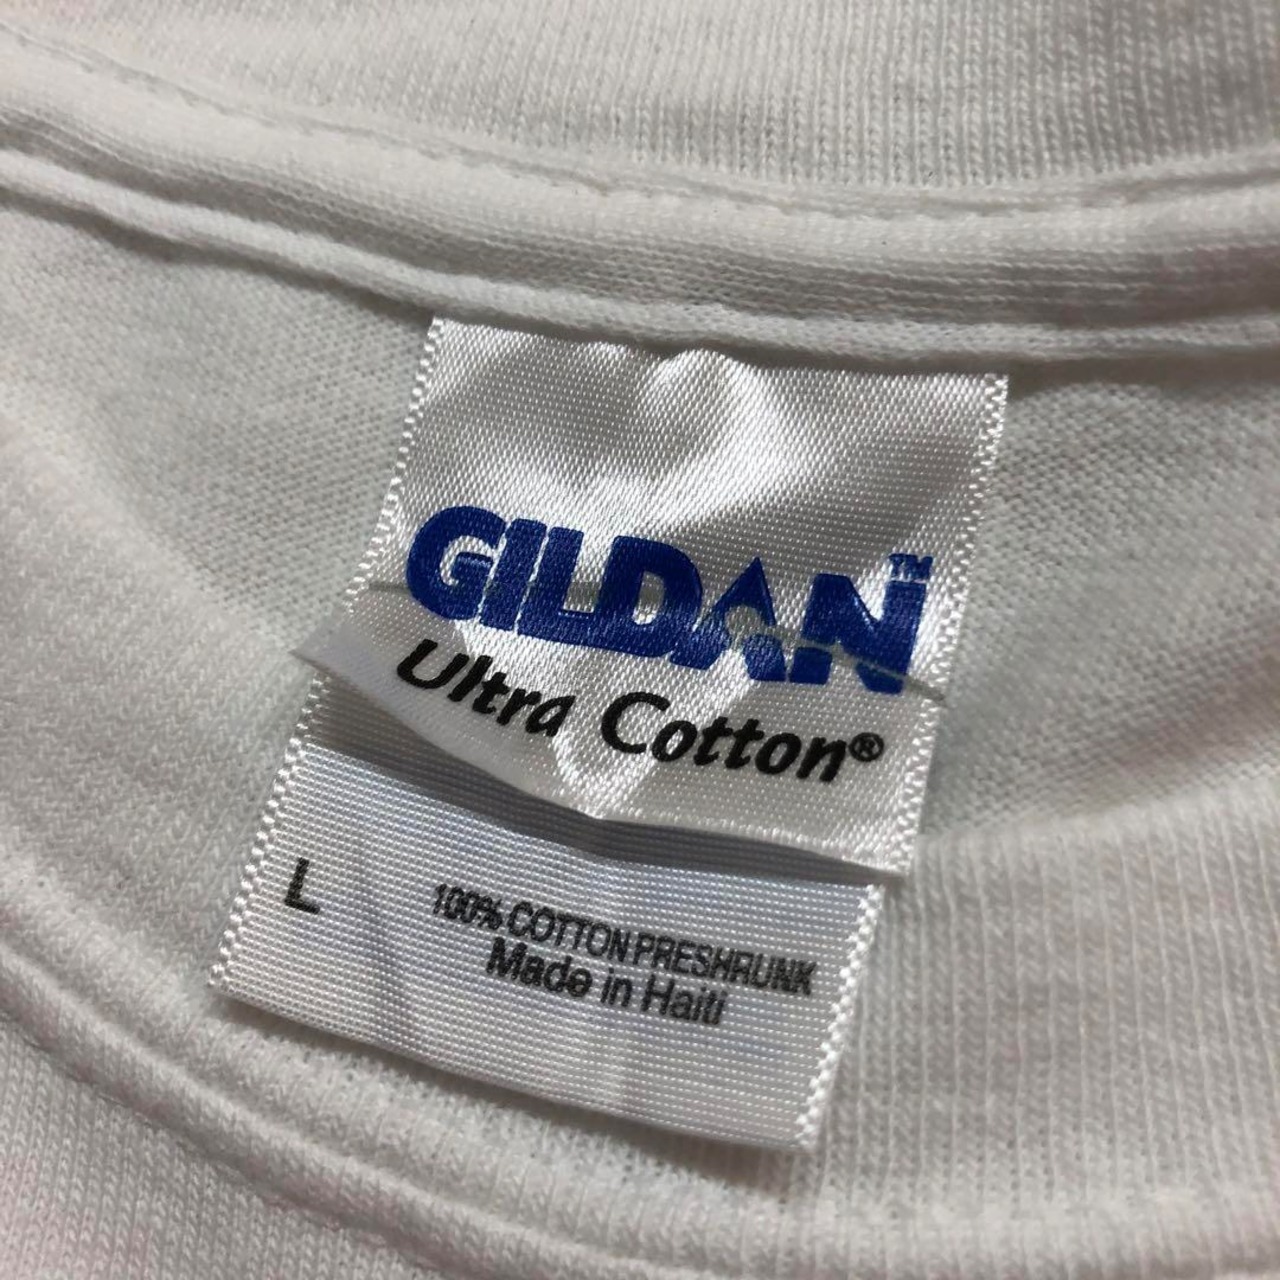 GILDAN™
Ultra Cotton®
L
100% COTTON PRESHRUNK
Made in Haiti